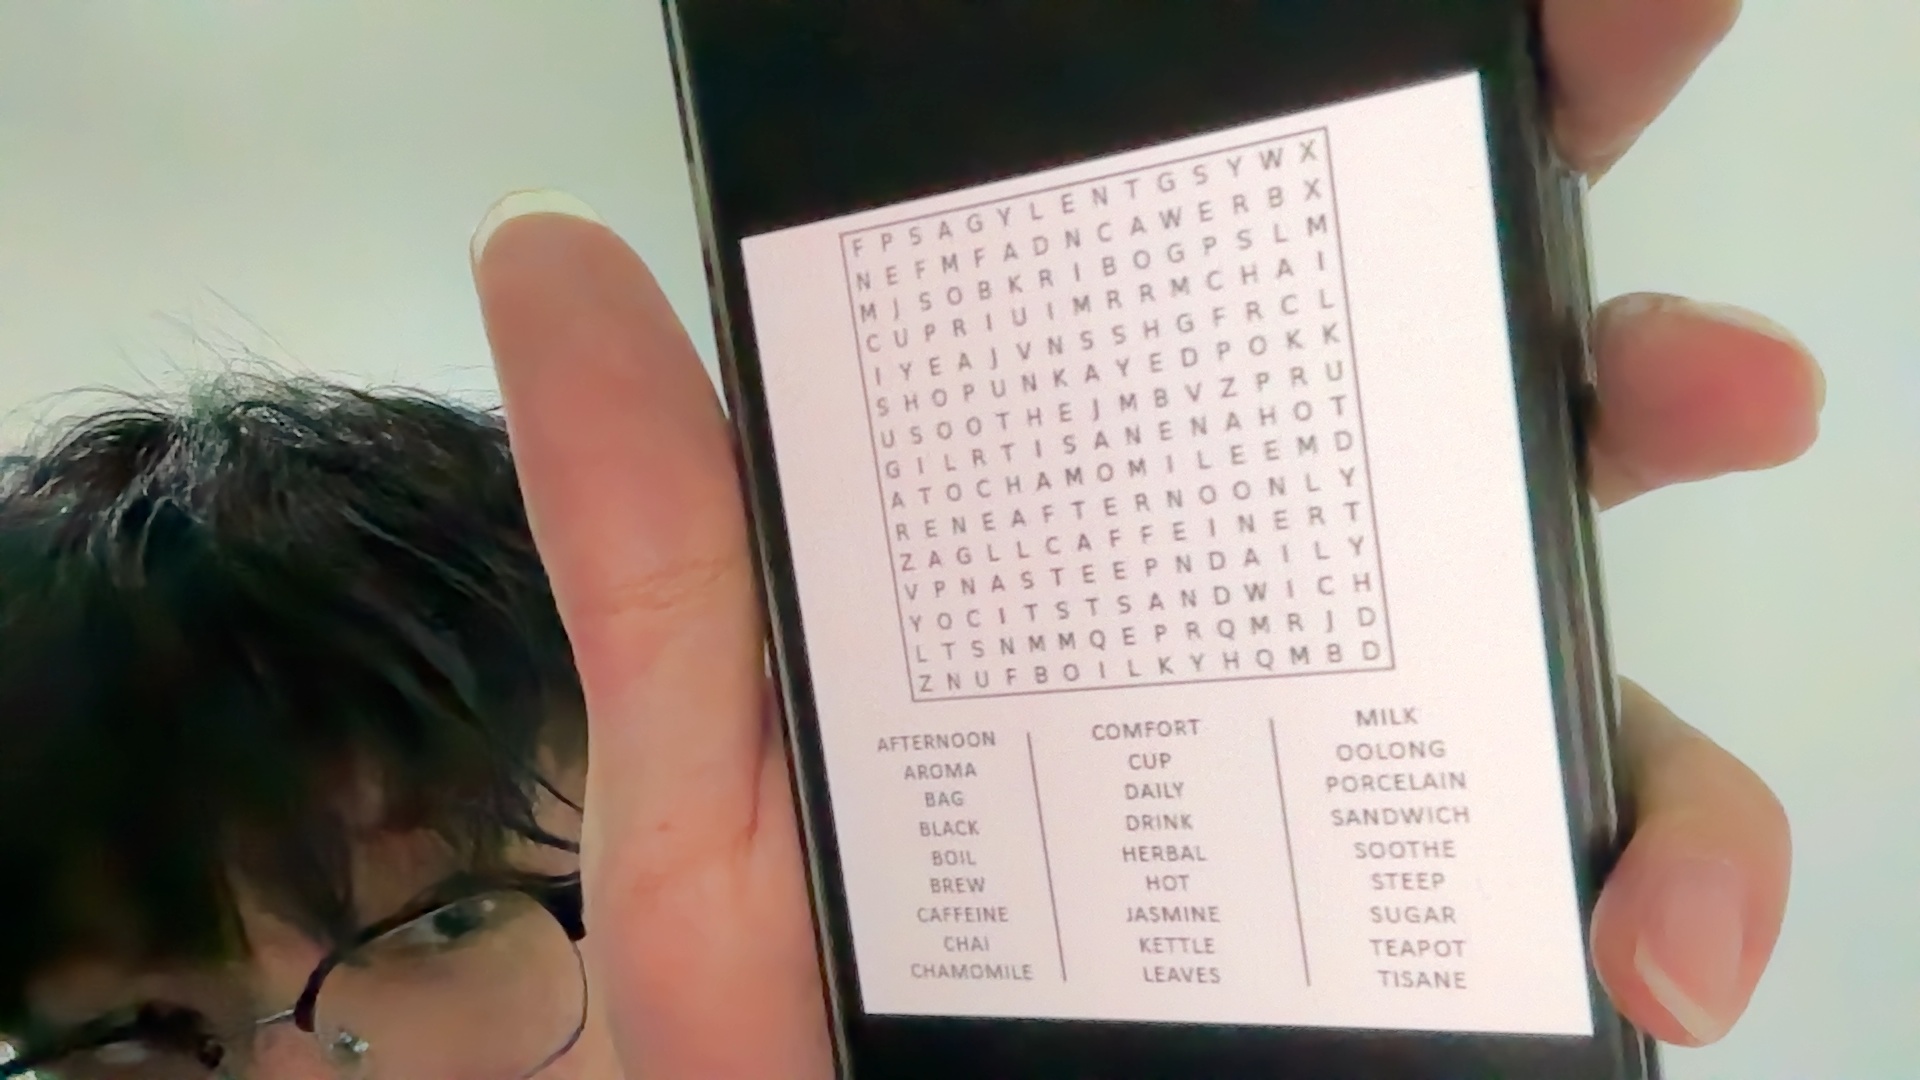 F P S A G Y L E N T G S Y W X
N E F M F A D N C A W E R B X
M J S O B K R I B O G P S L M
C U P R I U I M R R M C H A I
I Y E A J V N S S H G F R C L
S H O P U N K A Y E D P O K K
U S O O T H E J M B V Z P R U
G I L R T I S A N E N A H O T
A T O C H A M O M I L E E M D
R E N E A F T E R N O O N L Y
Z A G L L C A F F E I N E R T
V P N A S T E E P N D A I L Y
Y O C I T S T S A N D W I C H
L T S N M M Q E P R Q M R J D
Z N U F B O I L K Y H Q M B D
AFTERNOON
AROMA
BAG
BLACK
BOIL
BREW
CAFFEINE
CHAI
CHAMOMILE
COMFORT
CUP
DAILY
DRINK
HERBAL
HOT
JASMINE
KETTLE
LEAVES
MILK
OOLONG
PORCELAIN
SANDWICH
SOOTHE
STEEP
SUGAR
TEAPOT
TISANE